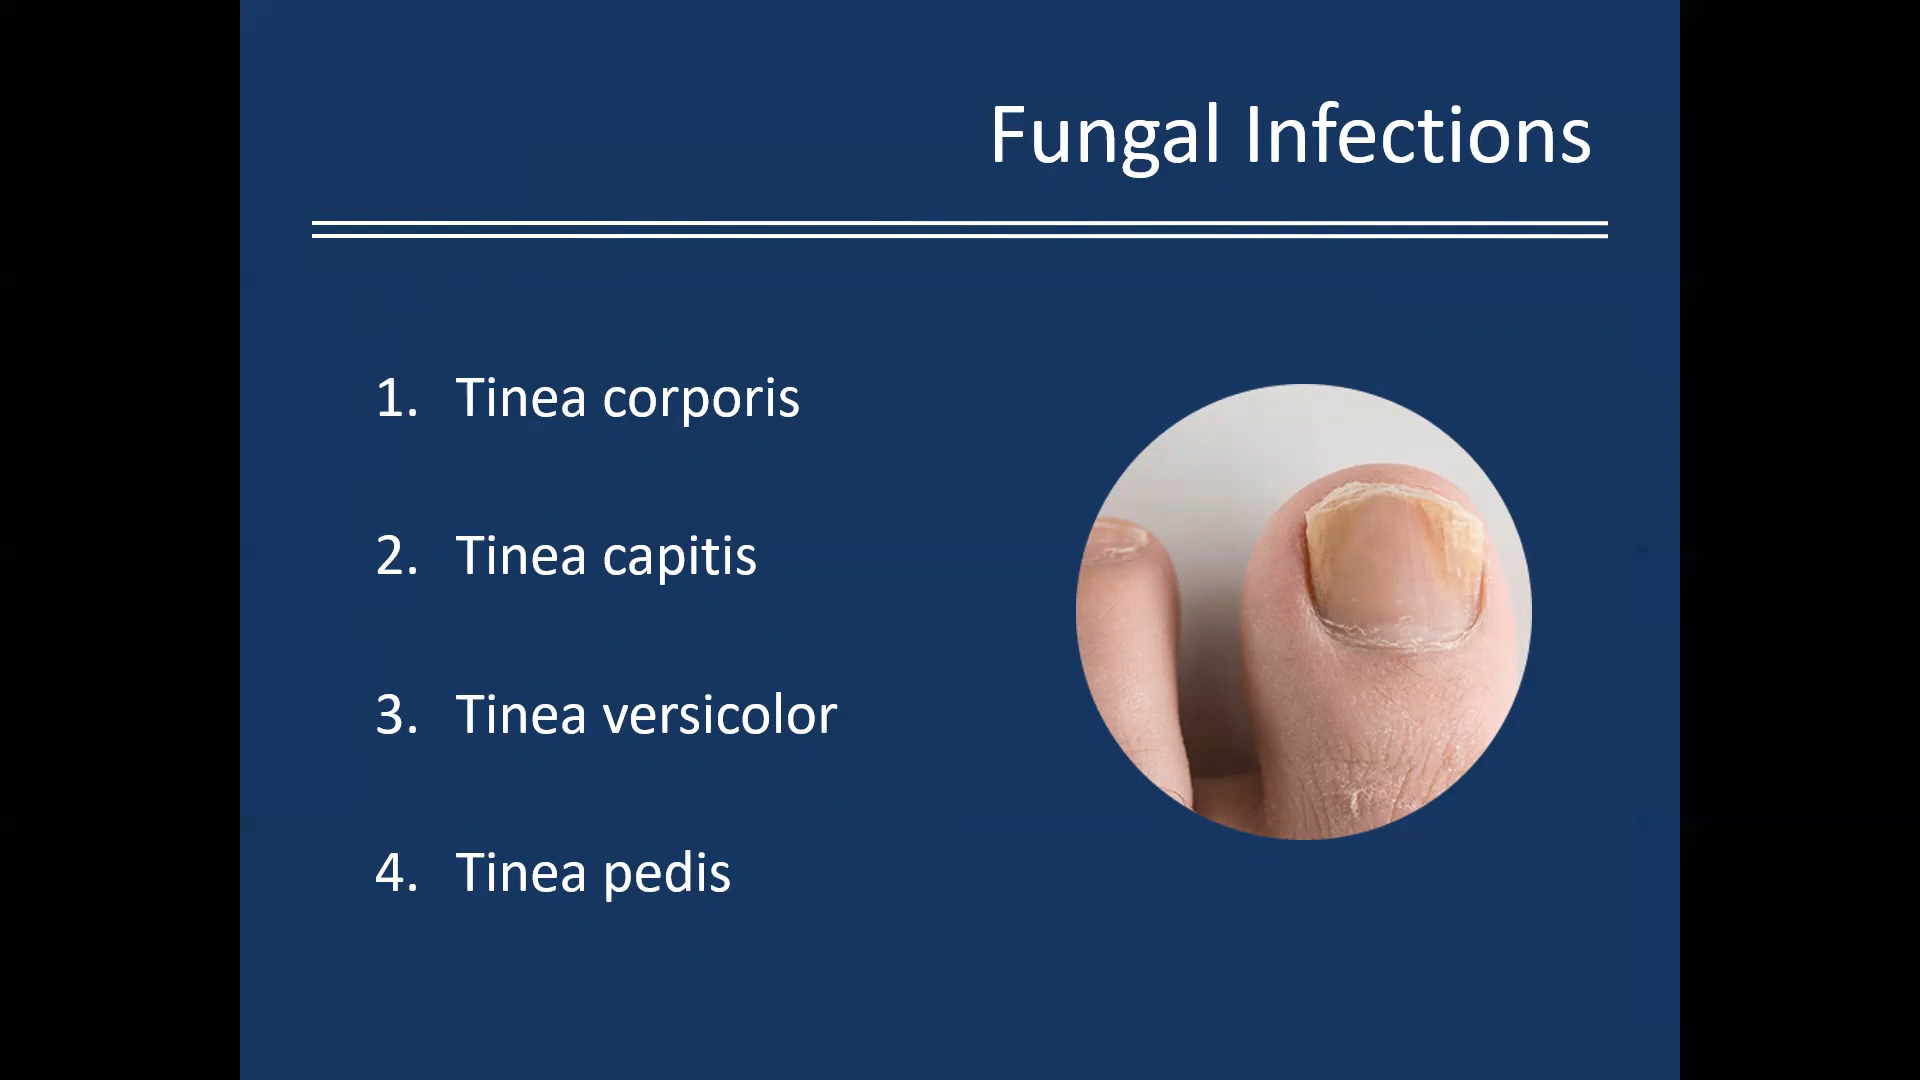 Fungal Infections
1. Tinea corporis
2. Tinea capitis
3. Tinea versicolor
4. Tinea pedis